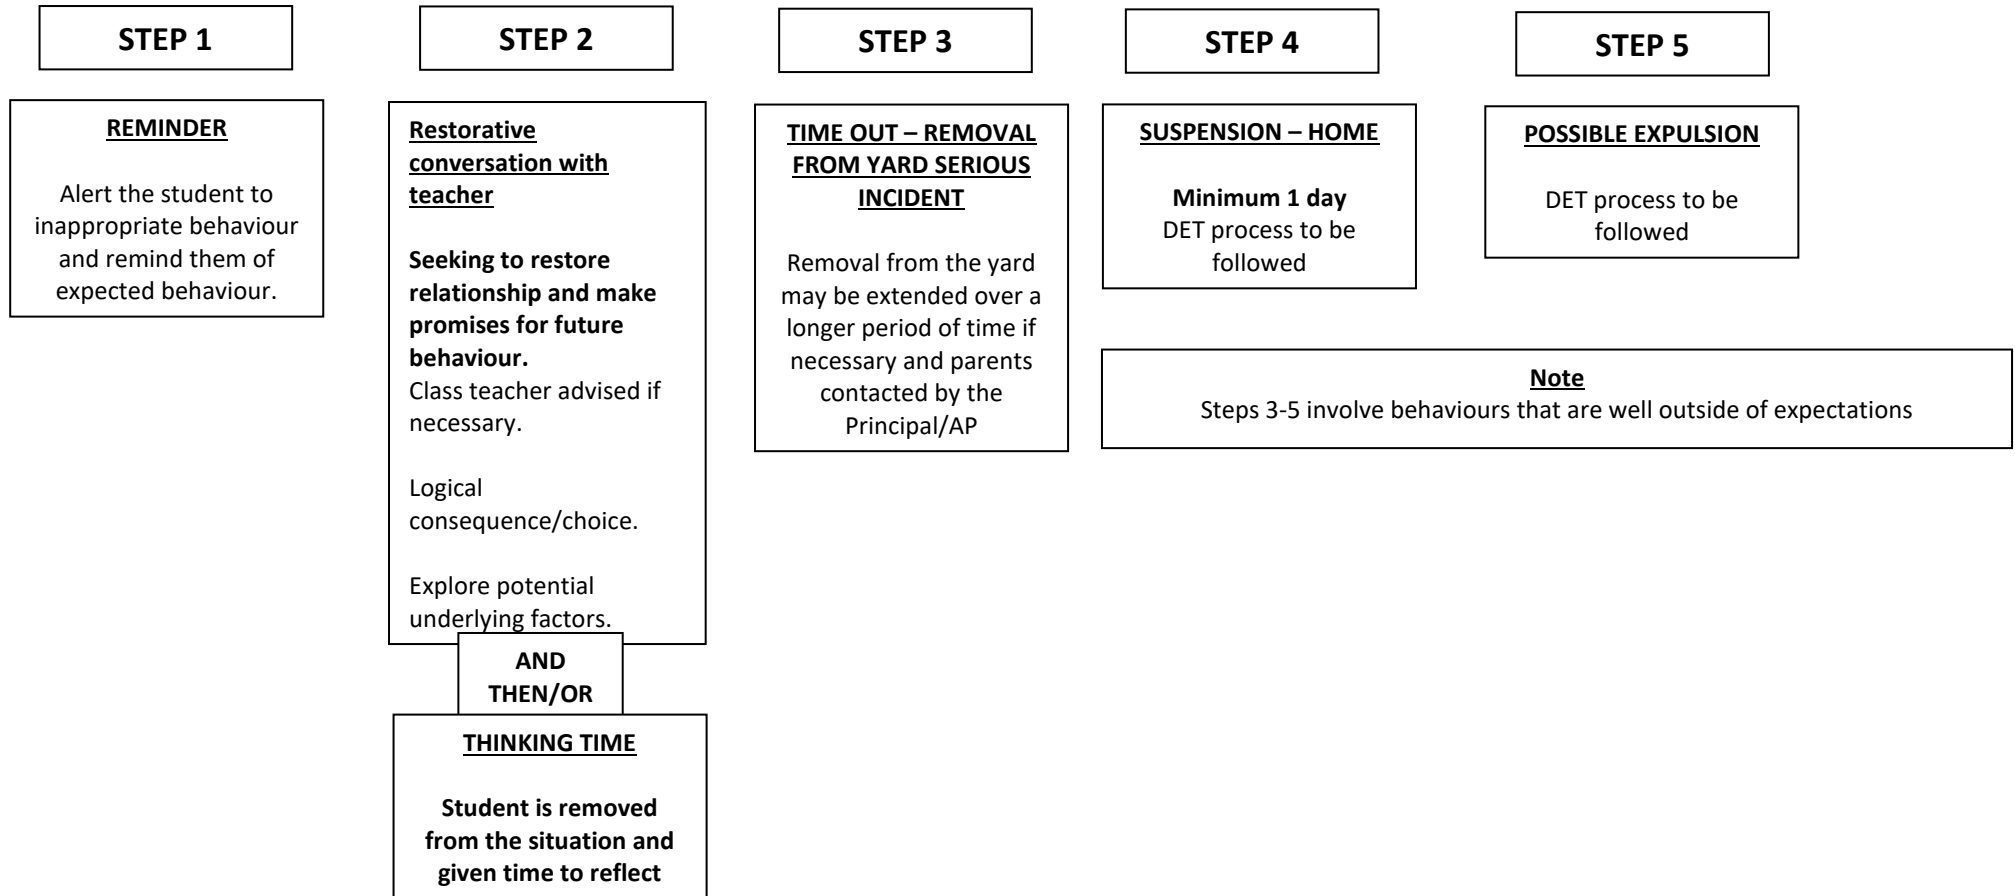 STEP 1
STEP 2
STEP 3
STEP 4
STEP 5
REMINDER
Alert the student to
inappropriate behaviour
and remind them of
expected behaviour.
Restorative
conversation with
teacher
Seeking to restore
relationship and make
promises for future
behaviour.
Class teacher advised if
necessary.
Logical
consequence/choice.
Explore potential
underlying factors.
AND
THEN/OR
THINKING TIME
Student is removed
from the situation and
given time to reflect
TIME OUT – REMOVAL
FROM YARD SERIOUS
INCIDENT
Removal from the yard
may be extended over a
longer period of time if
necessary and parents
contacted by the
Principal/AP
SUSPENSION – HOME
Minimum 1 day
DET process to be
followed
POSSIBLE EXPULSION
DET process to be
followed
Note
Steps 3-5 involve behaviours that are well outside of expectations